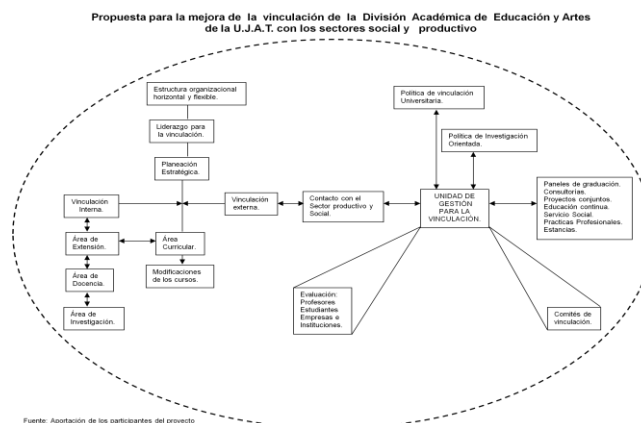 Propuesta para la mejora de la vinculación de la División Académica de Educación y Artes
de la U.J.A.T. con los sectores social y productivo
Estructura organizacional
horizontal y flexible.
Liderazgo para
la vinculación.
Planeación
Estratégica.
Vinculación
Interna.
Vinculación
externa.
Contacto con el
Sector productivo y
Social.
Área de
Extensión.
Área
Curricular.
Área de
Docencia.
Modificaciones
de los cursos.
Área de
Investigación.
Política de vinculación
Universitaria.
Política de Investigación
Orientada.
UNIDAD DE
GESTIÓN
PARA LA
VINCULACIÓN.
Paneles de graduación.
Consultorías.
Proyectos conjuntos.
Educación continua.
Servicio Social.
Practicas Profesionales.
Estancias.
Evaluación:
Profesores
Estudiantes
Empresas e
Instituciones.
Comités de
vinculación.
Fuente: Aportación de los participantes del proyecto